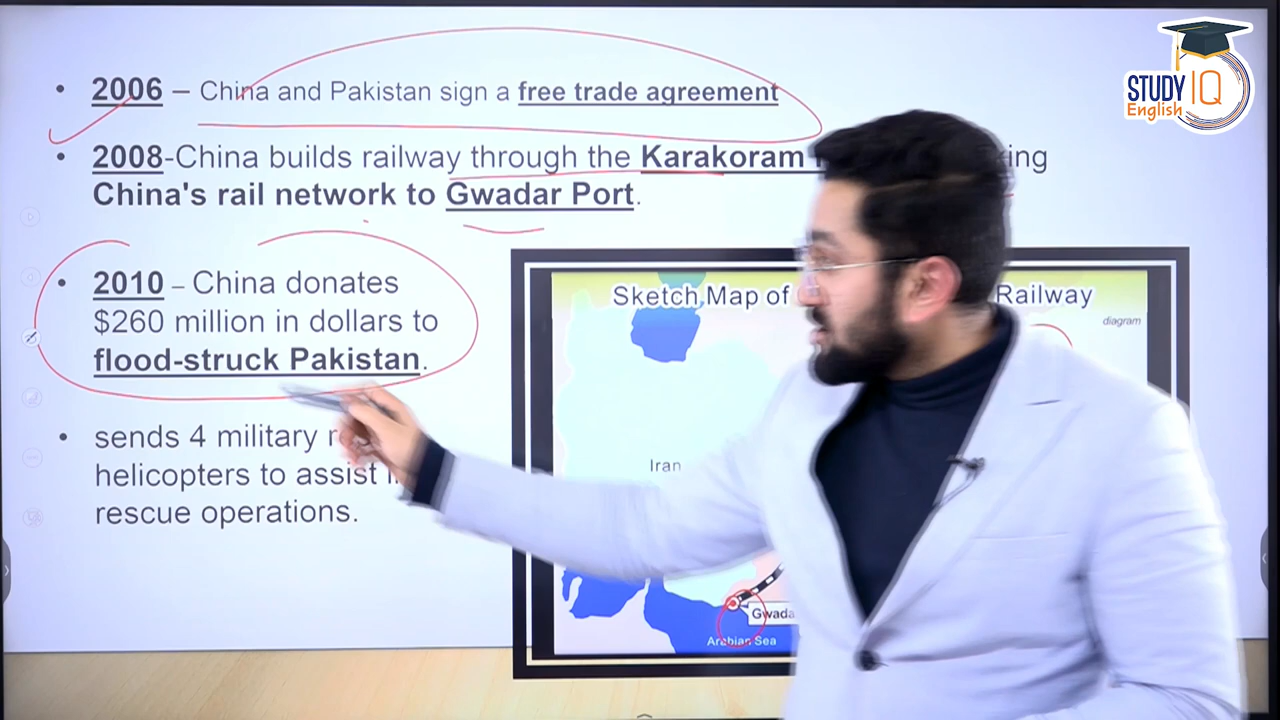 STUDY IQ
English
• 2006 – China and Pakistan sign a free trade agreement
• 2008-China builds railway through the Karakoram
China's rail network to Gwadar Port.
• 2010 – China donates
$260 million in dollars to
flood-struck Pakistan.
• sends 4 military
helicopters to assist
rescue operations.
Sketch Map of Railway
diagram
Iran
Arabian Sea